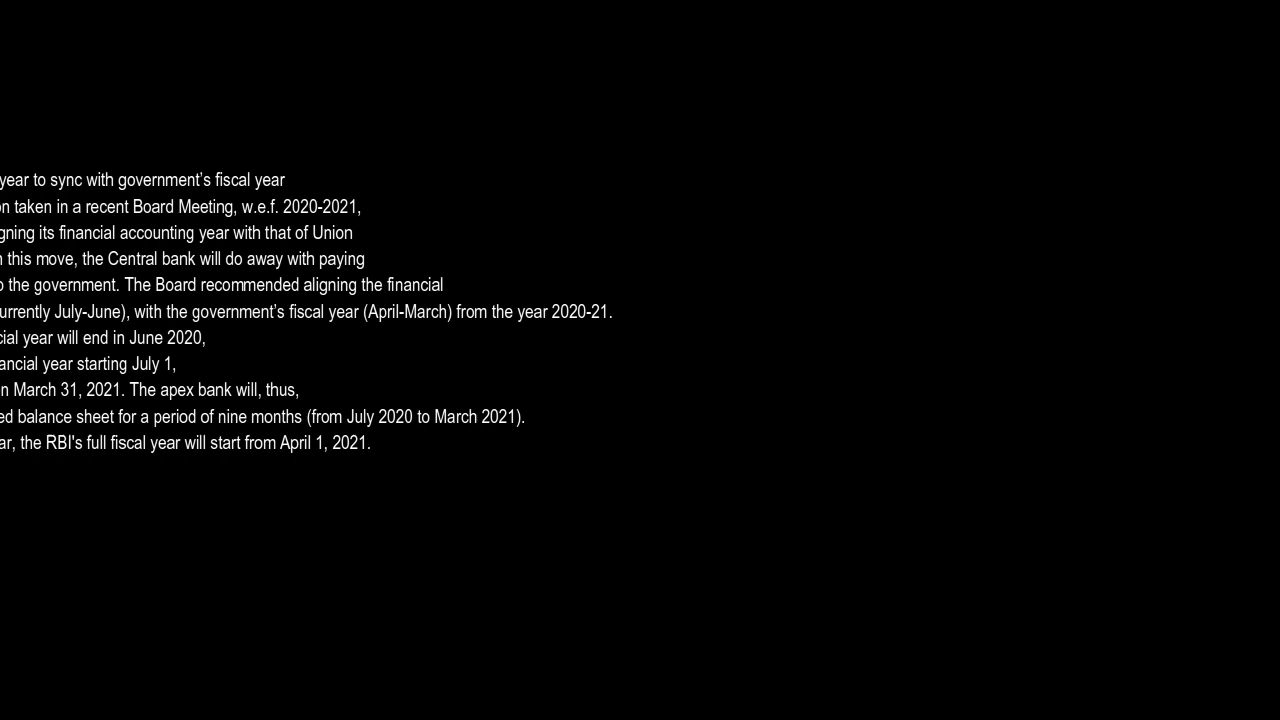 year to sync with government’s fiscal year
on taken in a recent Board Meeting, w.e.f. 2020-2021,
gning its financial accounting year with that of Union
this move, the Central bank will do away with paying
o the government. The Board recommended aligning the financial
urrently July-June), with the government’s fiscal year (April-March) from the year 2020-21.
cial year will end in June 2020,
ancial year starting July 1,
n March 31, 2021. The apex bank will, thus,
ed balance sheet for a period of nine months (from July 2020 to March 2021).
ar, the RBI's full fiscal year will start from April 1, 2021.